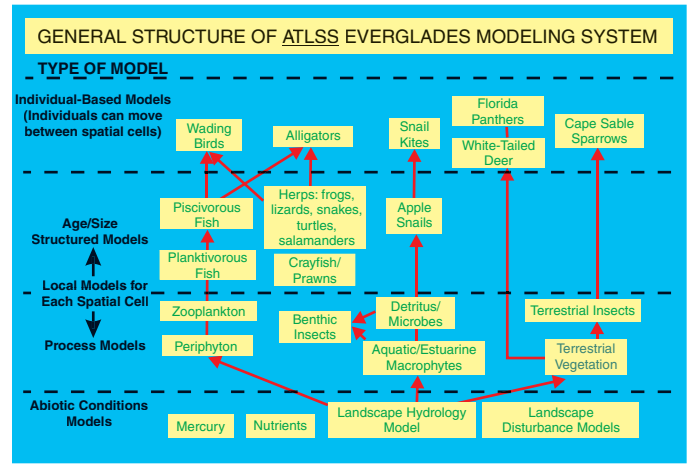 GENERAL STRUCTURE OF ATLSS EVERGLADES MODELING SYSTEM
TYPE OF MODEL
Individual-Based Models
(Individuals can move
between spatial cells)
Wading
Birds
Alligators
Snail
Kites
Florida
Panthers
White-Tailed
Deer
Cape Sable
Sparrows
Age/Size
Structured Models
Piscivorous
Fish
Herps: frogs,
lizards, snakes,
turtles,
salamanders
Apple
Snails
Planktivorous
Fish
Crayfish/
Prawns
Local Models for
Each Spatial Cell
Process Models
Zooplankton
Periphyton
Benthic
Insects
Detritus/
Microbes
Aquatic/Estuarine
Macrophytes
Terrestrial Insects
Terrestrial
Vegetation
Abiotic Conditions
Models
Mercury
Nutrients
Landscape Hydrology
Model
Landscape
Disturbance Models